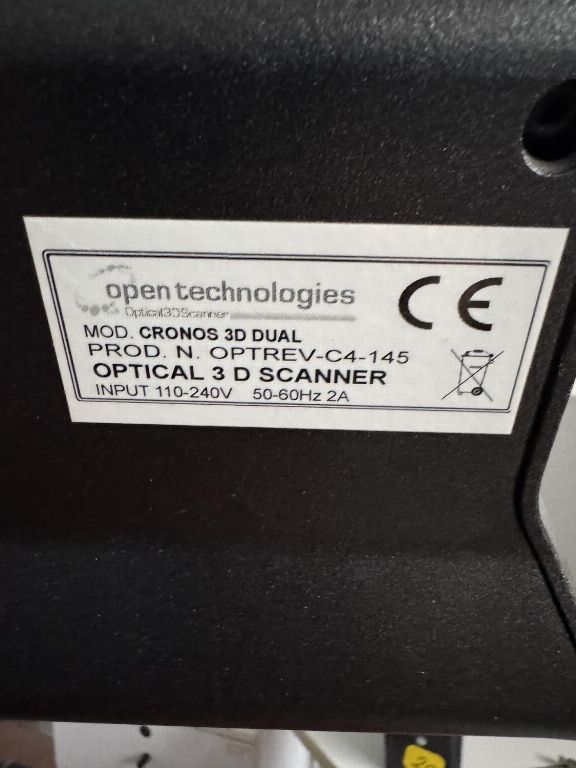 open technologies
Optical3DScanner
CE
MOD. CRONOS 3D DUAL
PROD. N. OPTREV-C4-145
OPTICAL 3 D SCANNER
INPUT 110-240V 50-60Hz 2A